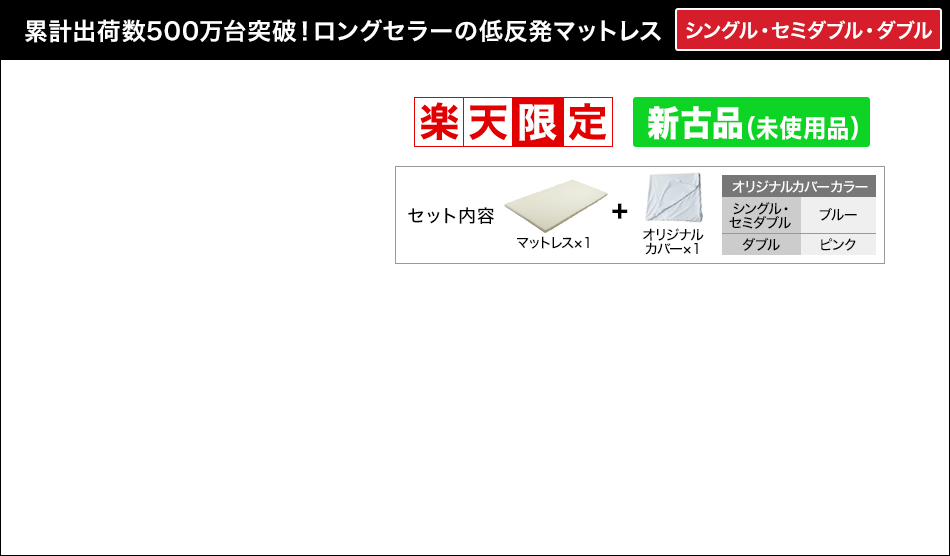 累計出荷数500万台突破！ロングセラーの低反発マットレス シングル・セミダブル・ダブル
楽天限定 新古品(未使用品)
セット内容
マットレス×1
+
オリジナル
カバー×1
オリジナルカバーカラー
シングル・
セミダブル
ブルー
ダブル ピンク